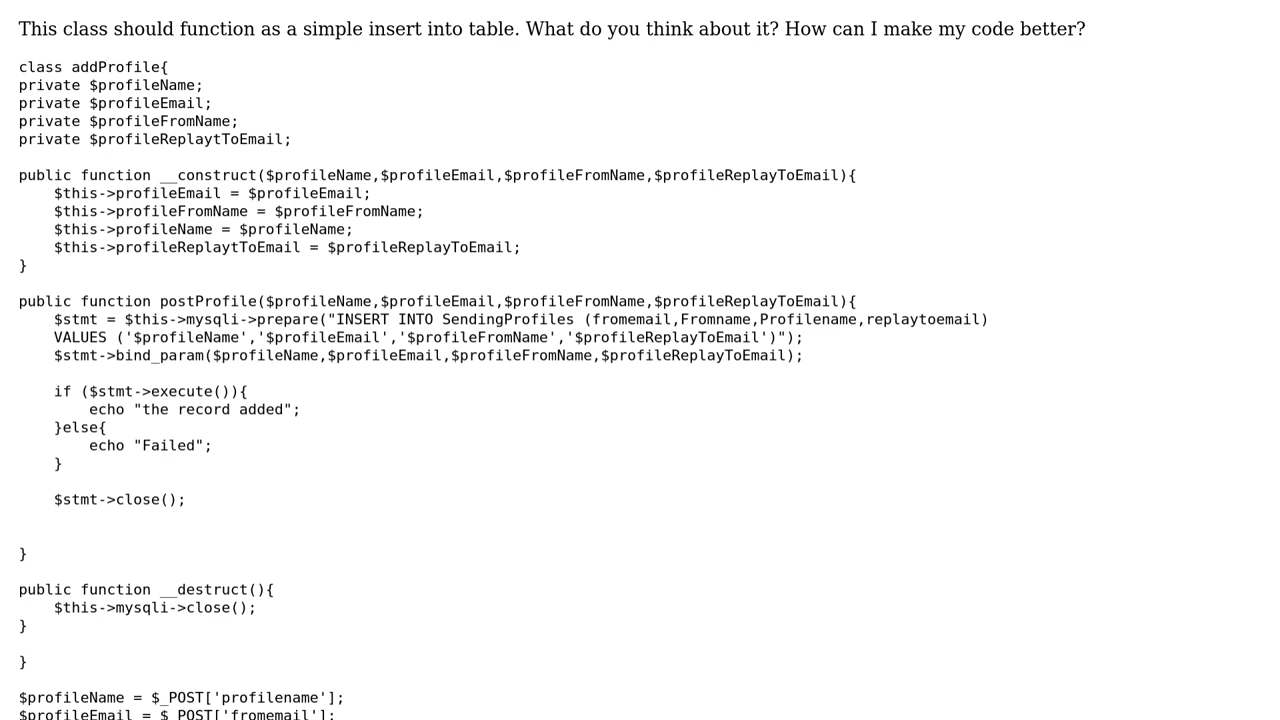 This class should function as a simple insert into table. What do you think about it? How can I make my code better?
class addProfile{
private $profileName;
private $profileEmail;
private $profileFromName;
private $profileReplaytToEmail;
public function __construct($profileName,$profileEmail,$profileFromName,$profileReplayToEmail){
    $this->profileEmail = $profileEmail;
    $this->profileFromName = $profileFromName;
    $this->profileName = $profileName;
    $this->profileReplaytToEmail = $profileReplayToEmail;
}
public function postProfile($profileName,$profileEmail,$profileFromName,$profileReplayToEmail){
    $stmt = $this->mysqli->prepare("INSERT INTO SendingProfiles (fromemail,Fromname,Profilename,replaytoemail)
    VALUES ('$profileName','$profileEmail','$profileFromName','$profileReplayToEmail')");
    $stmt->bind_param($profileName,$profileEmail,$profileFromName,$profileReplayToEmail);
    if ($stmt->execute()){
        echo "the record added";
    }else{
        echo "Failed";
    }
    $stmt->close();
}
public function __destruct(){
    $this->mysqli->close();
}
}
$profileName = $_POST['profilename'];
$profileEmail = $_POST['fromemail'];